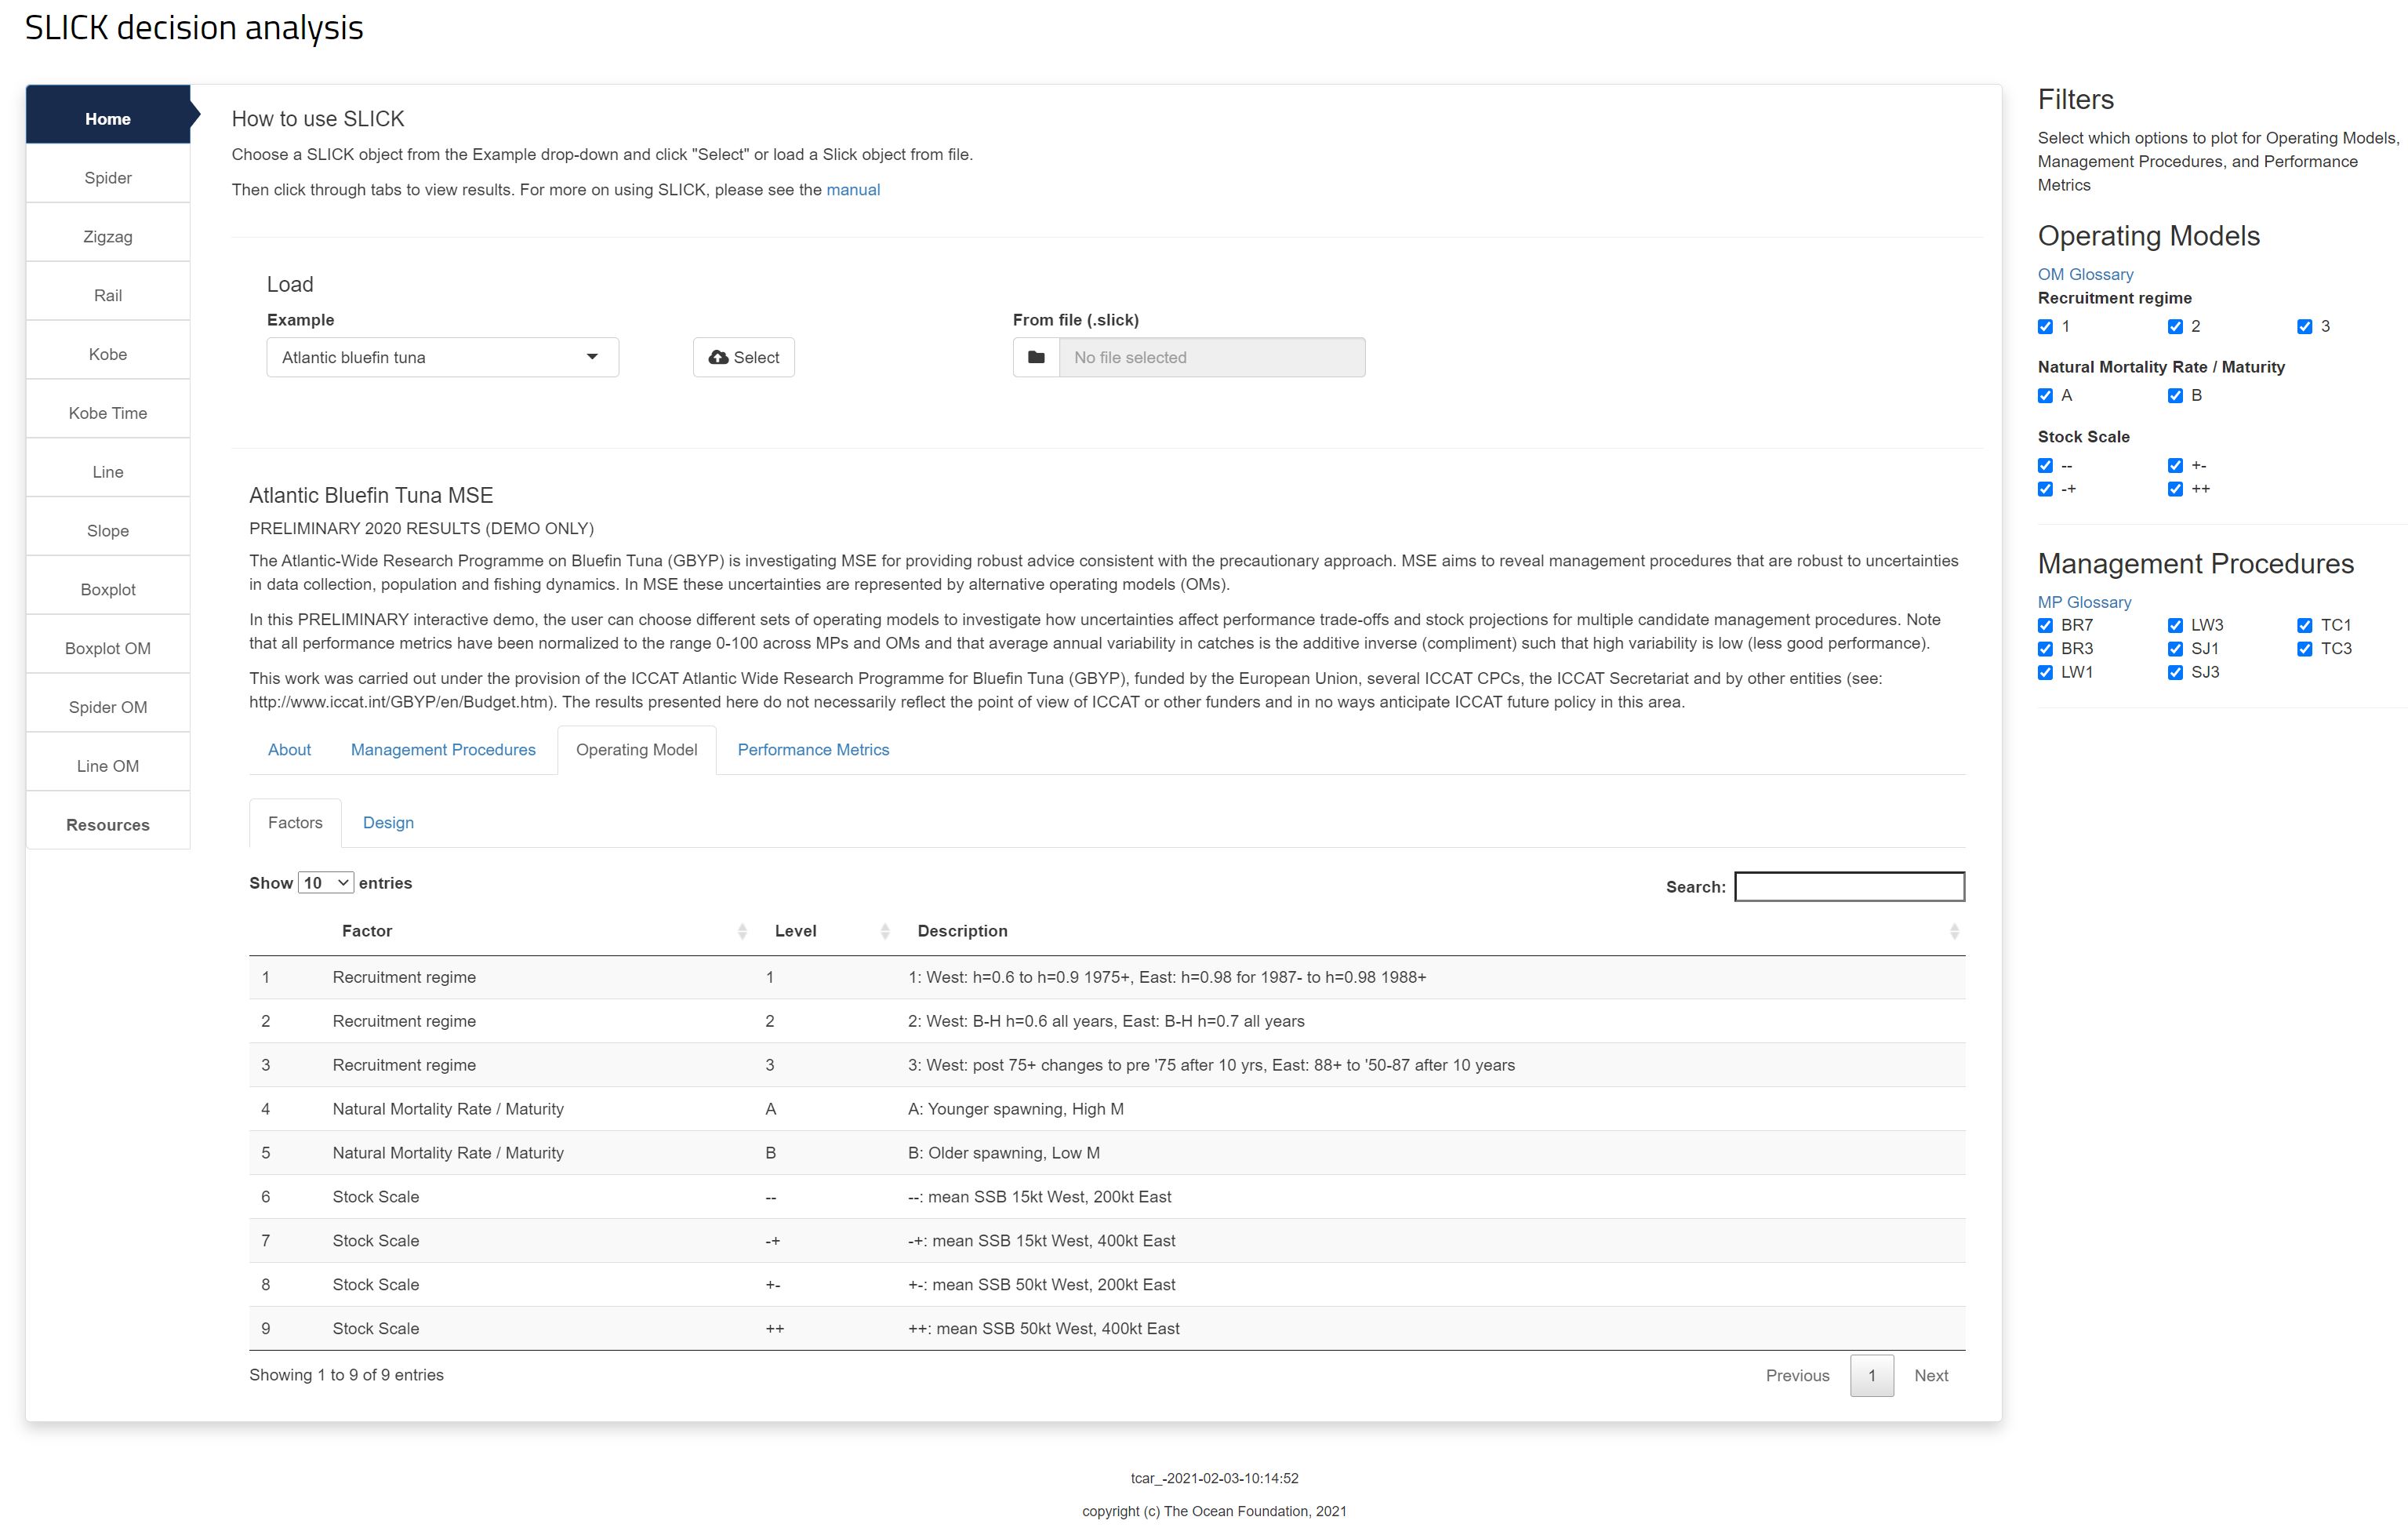 SLICK decision analysis
Home
Spider
Zigzag
Rail
Kobe
Kobe Time
Line
Slope
Boxplot
Boxplot OM
Spider OM
Line OM
Resources
How to use SLICK
Choose a SLICK object from the Example drop-down and click "Select" or load a Slick object from file.
Then click through tabs to view results. For more on using SLICK, please see the manual
Load
Example
Atlantic bluefin tuna
Select
From file (.slick)
No file selected
Atlantic Bluefin Tuna MSE
PRELIMINARY 2020 RESULTS (DEMO ONLY)
The Atlantic-Wide Research Programme on Bluefin Tuna (GBYP) is investigating MSE for providing robust advice consistent with the precautionary approach. MSE aims to reveal management procedures that are robust to uncertainties
in data collection, population and fishing dynamics. In MSE these uncertainties are represented by alternative operating models (OMs).
In this PRELIMINARY interactive demo, the user can choose different sets of operating models to investigate how uncertainties affect performance trade-offs and stock projections for multiple candidate management procedures. Note
that all performance metrics have been normalized to the range 0-100 across MPs and OMs and that average annual variability in catches is the additive inverse (compliment) such that high variability is low (less good performance).
This work was carried out under the provision of the ICCAT Atlantic Wide Research Programme for Bluefin Tuna (GBYP), funded by the European Union, several ICCAT CPCs, the ICCAT Secretariat and by other entities (see:
http://www.iccat.int/GBYP/en/Budget.htm). The results presented here do not necessarily reflect the point of view of ICCAT or other funders and in no ways anticipate ICCAT future policy in this area.
About Management Procedures Operating Model Performance Metrics
Factors Design
Show 10 entries
Search:
Factor Level Description
1 Recruitment regime 1 1: West: h=0.6 to h=0.9 1975+, East: h=0.98 for 1987- to h=0.98 1988+
2 Recruitment regime 2 2: West: B-H h=0.6 all years, East: B-H h=0.7 all years
3 Recruitment regime 3 3: West: post 75+ changes to pre '75 after 10 yrs, East: 88+ to '50-87 after 10 years
4 Natural Mortality Rate / Maturity A A: Younger spawning, High M
5 Natural Mortality Rate / Maturity B B: Older spawning, Low M
6 Stock Scale -- --: mean SSB 15kt West, 200kt East
7 Stock Scale -+ -+: mean SSB 15kt West, 400kt East
8 Stock Scale +- +-: mean SSB 50kt West, 200kt East
9 Stock Scale ++ ++: mean SSB 50kt West, 400kt East
Showing 1 to 9 of 9 entries
Previous 1 Next
Filters
Select which options to plot for Operating Models,
Management Procedures, and Performance
Metrics
Operating Models
OM Glossary
Recruitment regime
1 2 3
Natural Mortality Rate / Maturity
A B
Stock Scale
-- +-
-+ ++
Management Procedures
MP Glossary
BR7 LW3 TC1
BR3 SJ1 TC3
LW1 SJ3
tcar_-2021-02-03-10:14:52
copyright (c) The Ocean Foundation, 2021